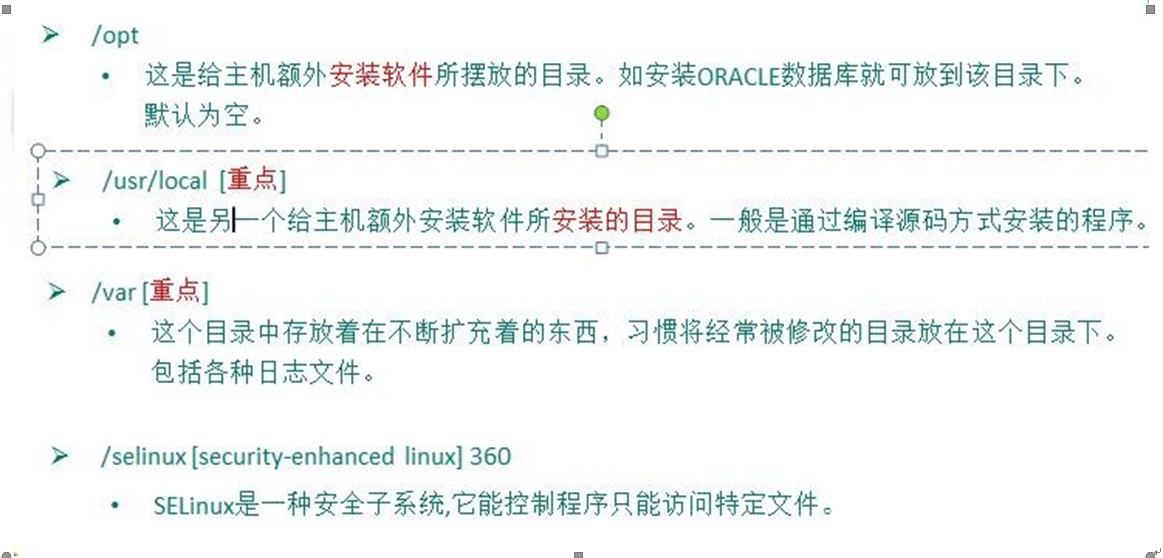 /opt
这是给主机额外安装软件所摆放的目录。如安装ORACLE数据库就可放到该目录下。
默认为空。
/usr/local [重点]
这是另一个给主机额外安装软件所安装的目录。一般是通过编译源码方式安装的程序。
/var [重点]
这个目录中存放着在不断扩充着的东西，习惯将经常被修改的目录放在这个目录下。
包括各种日志文件。
/selinux [security-enhanced linux] 360
SELinux是一种安全子系统,它能控制程序只能访问特定文件。